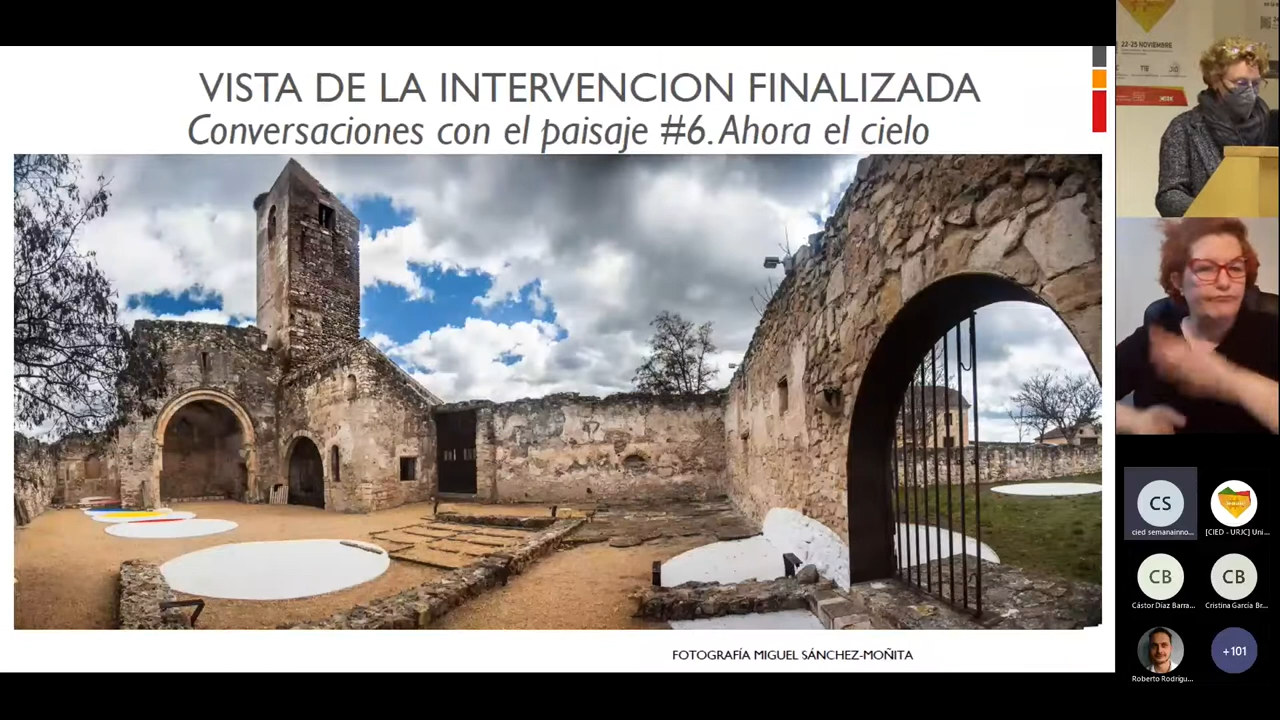 VISTA DE LA INTERVENCION FINALIZADA
Conversaciones con el paisaje #6. Ahora el cielo
FOTOGRAFÍA MIGUEL SÁNCHEZ-MOÑITA
22-25 NOVIEMBRE
CS
cied semanainno...
[CIED - URJC] Uni...
CB
Cástor Díaz Barra...
CB
Cristina García Br...
Roberto Rodrígu...
+101